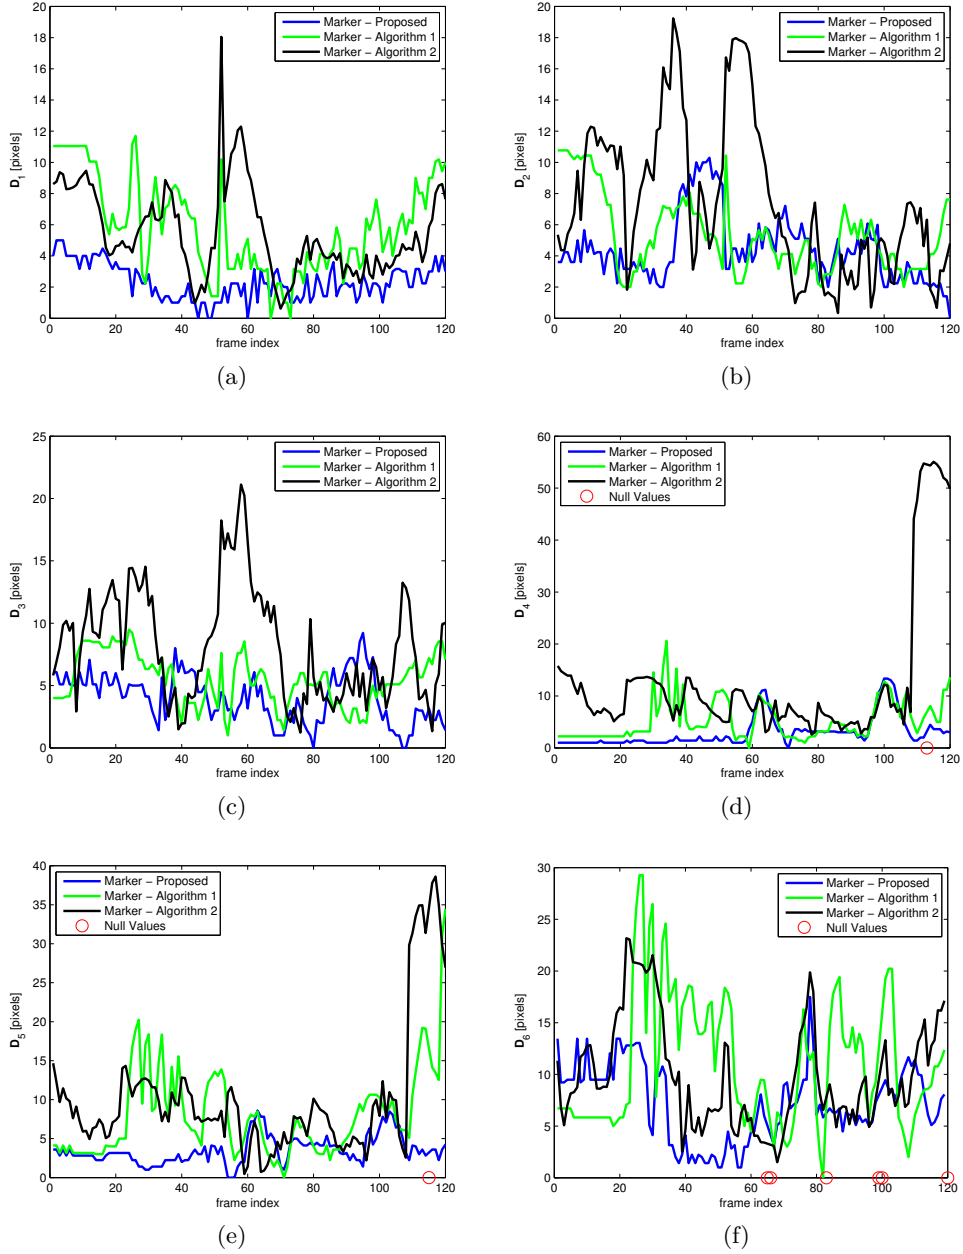 20
18
16
14
12
10
8
6
4
2
0
0 20 40 60 80 100 120
D1 [pixels]
frame index
Marker – Proposed
Marker – Algorithm 1
Marker – Algorithm 2
(a)
20
18
16
14
12
10
8
6
4
2
0
0 20 40 60 80 100 120
D2 [pixels]
frame index
Marker – Proposed
Marker – Algorithm 1
Marker – Algorithm 2
(b)
25
20
15
10
5
0
0 20 40 60 80 100 120
D3 [pixels]
frame index
Marker – Proposed
Marker – Algorithm 1
Marker – Algorithm 2
(c)
60
50
40
30
20
10
0
0 20 40 60 80 100 120
D4 [pixels]
frame index
Marker – Proposed
Marker – Algorithm 1
Marker – Algorithm 2
Null Values
(d)
40
35
30
25
20
15
10
5
0
0 20 40 60 80 100 120
D5 [pixels]
frame index
Marker – Proposed
Marker – Algorithm 1
Marker – Algorithm 2
Null Values
(e)
30
25
20
15
10
5
0
0 20 40 60 80 100 120
D6 [pixels]
frame index
Marker – Proposed
Marker – Algorithm 1
Marker – Algorithm 2
Null Values
(f)